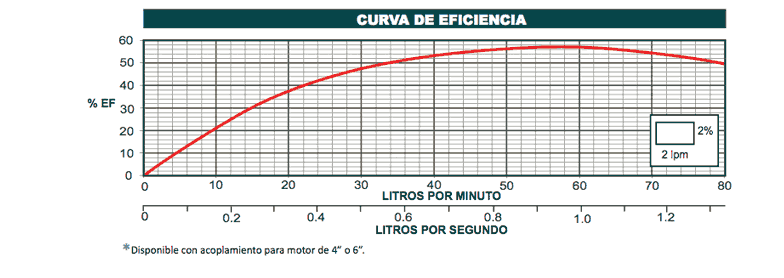 CURVA DE EFICIENCIA
60
50
40
% EF
30
20
10
0
2%
2 lpm
0 10 20 30 40 50 60 70 80
LITROS POR MINUTO
0 0.2 0.4 0.6 0.8 1.0 1.2
LITROS POR SEGUNDO
*Disponible con acoplamiento para motor de 4” o 6”.